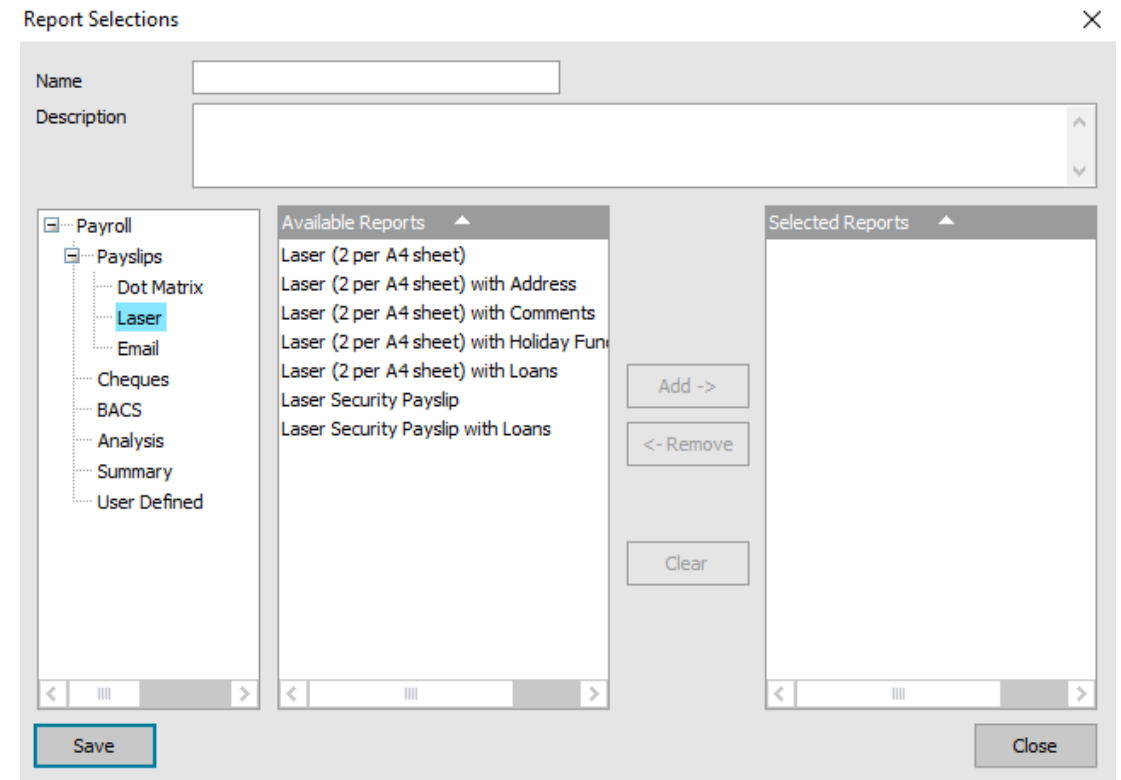 Report Selections
Name
Description
Payroll
Payslips
Dot Matrix
Laser
Email
Cheques
BACS
Analysis
Summary
User Defined
Available Reports
Laser (2 per A4 sheet)
Laser (2 per A4 sheet) with Address
Laser (2 per A4 sheet) with Comments
Laser (2 per A4 sheet) with Holiday Fun
Laser (2 per A4 sheet) with Loans
Laser Security Payslip
Laser Security Payslip with Loans
Add ->
<- Remove
Clear
Selected Reports
Save
Close